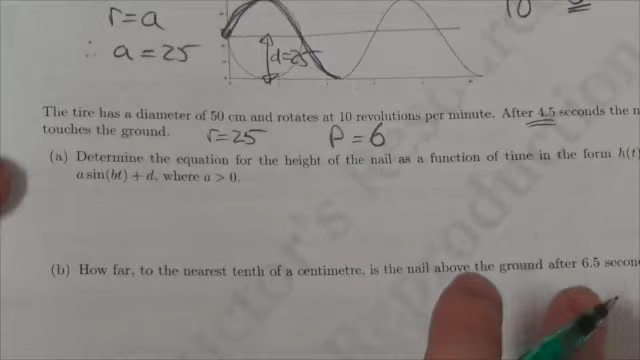 r=a
10
∴ a=25
d=25
The tire has a diameter of 50 cm and rotates at 10 revolutions per minute. After 4.5 seconds the
touches the ground.
r=25
P=6
(a) Determine the equation for the height of the nail as a function of time in the form h(t)
a sin(bt) + d, where a > 0.
(b) How far, to the nearest tenth of a centimetre, is the nail above the ground after 6.5